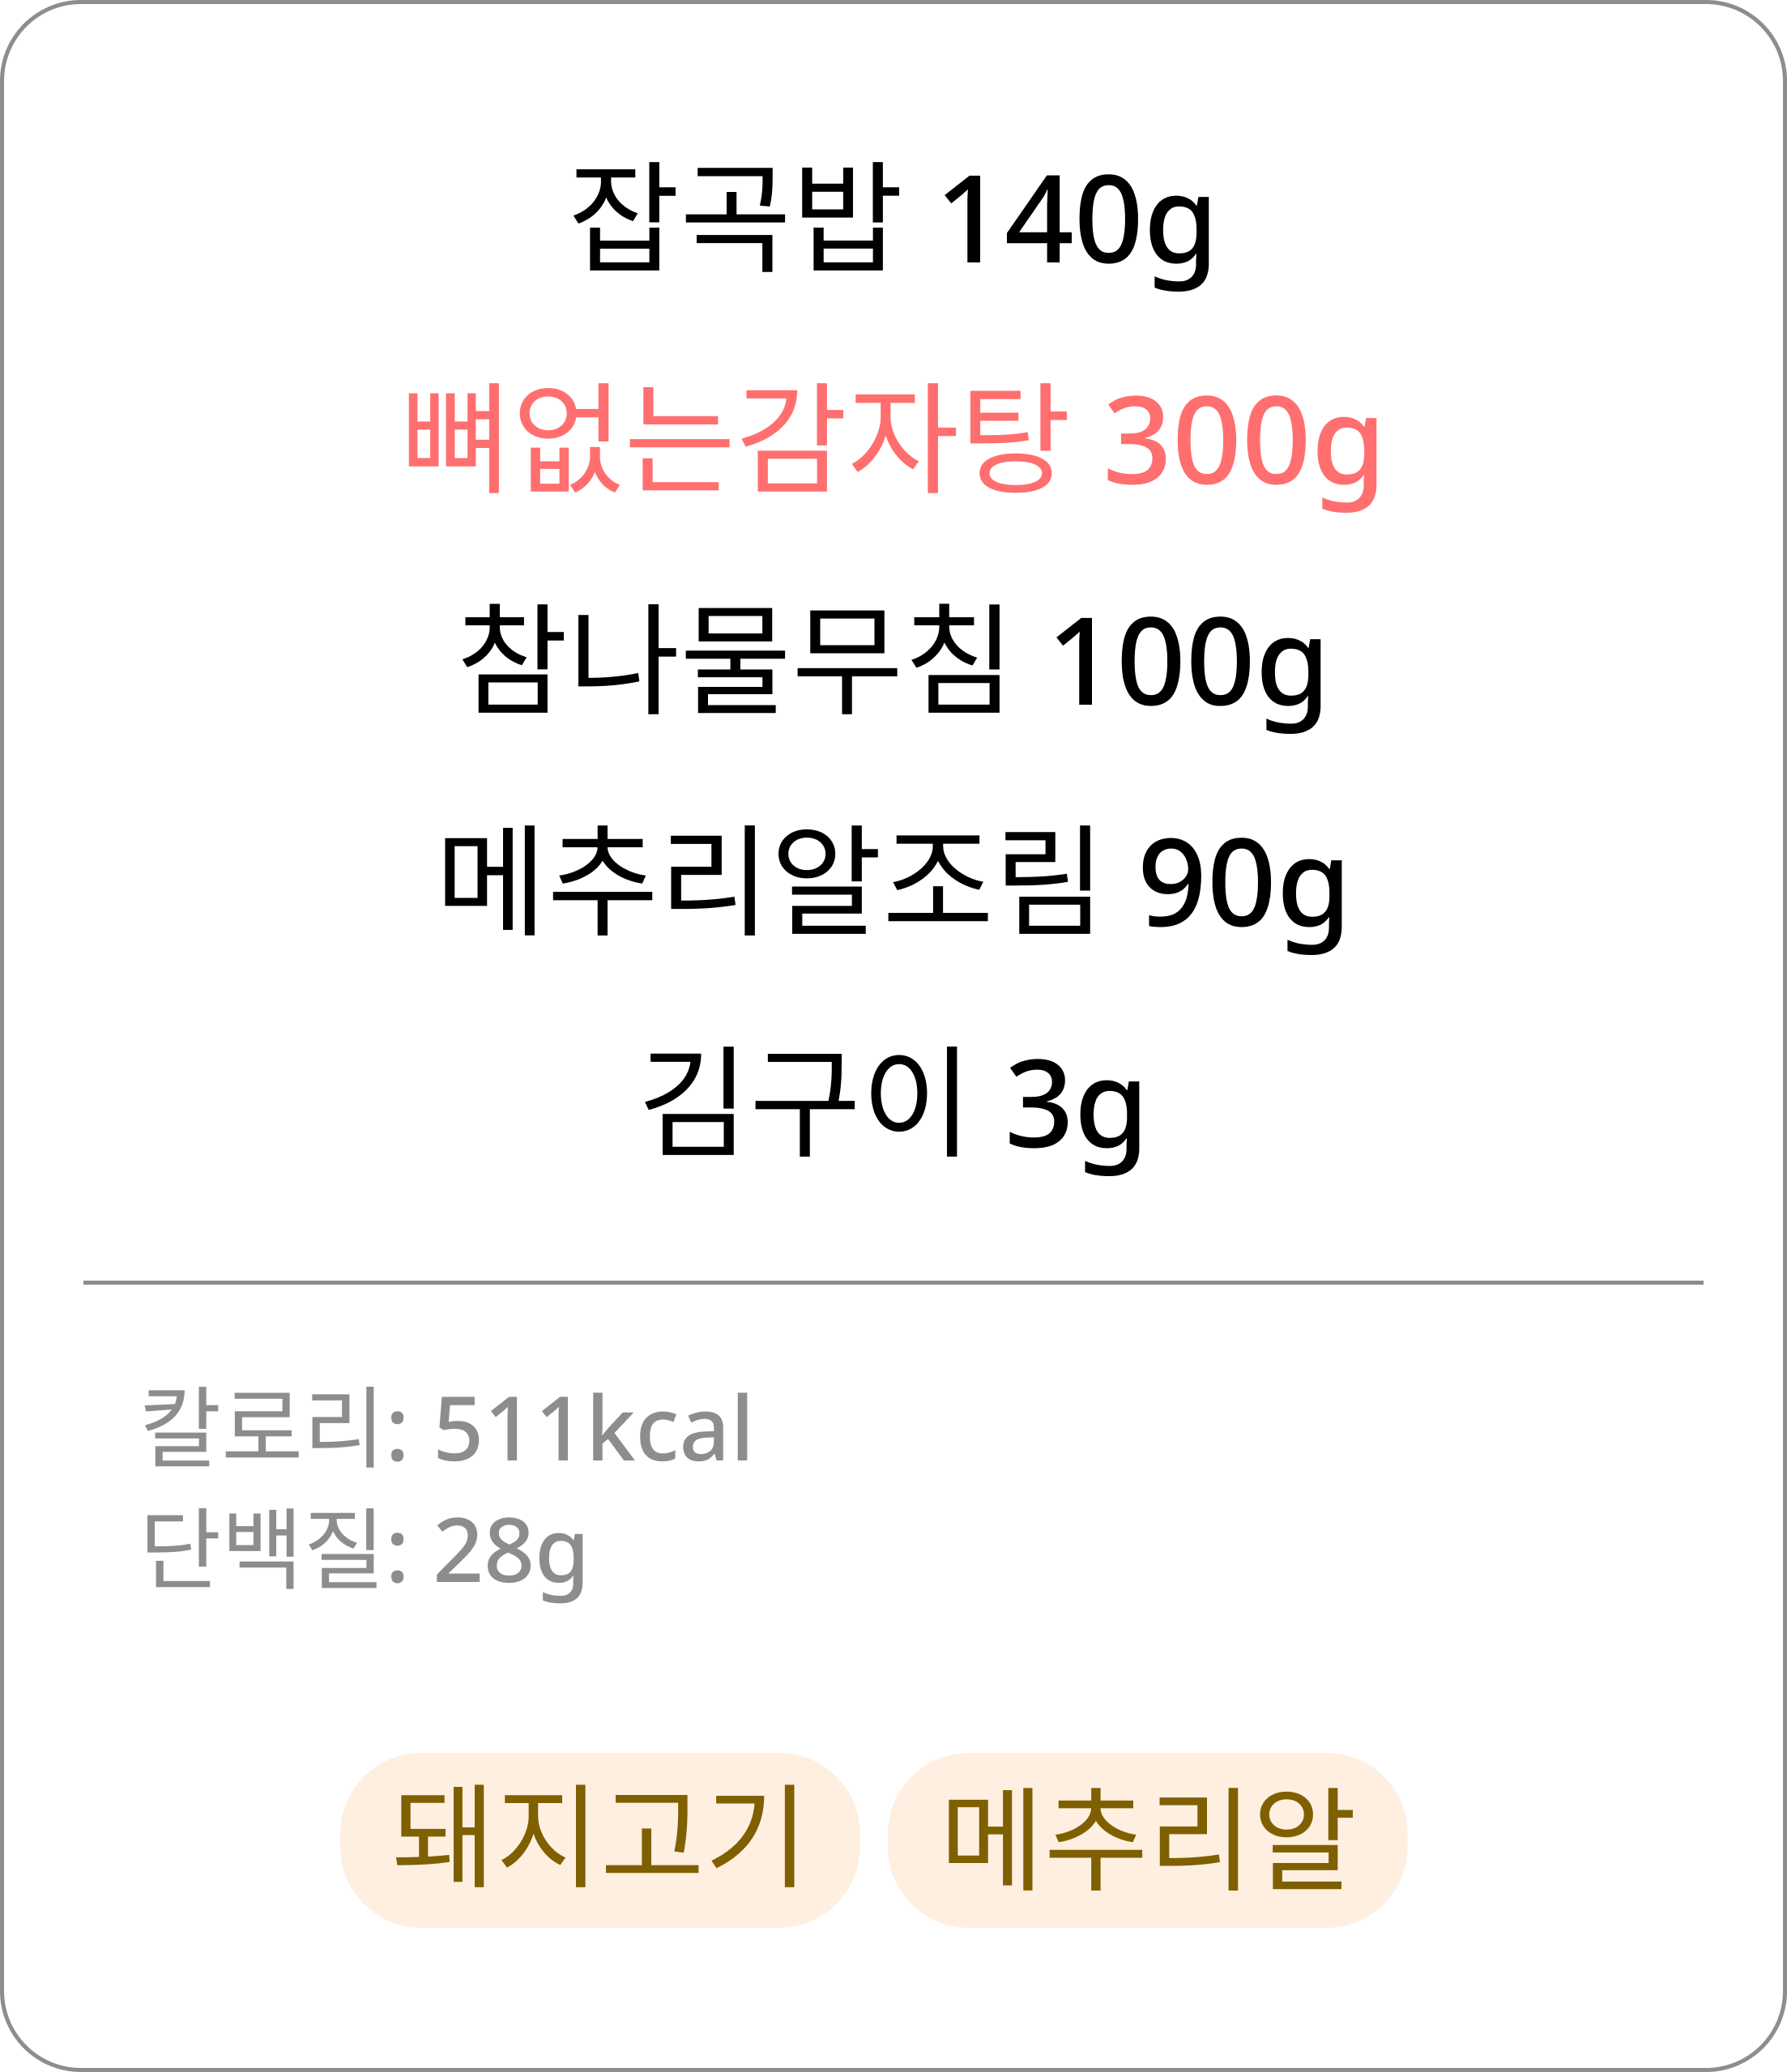 잡곡밥 140g
뼈없는감자탕 300g
참나물무침 100g
메추리알조림 90g
김구이 3g
칼로리: 511kcal
단백질: 28g
돼지고기 메추리알